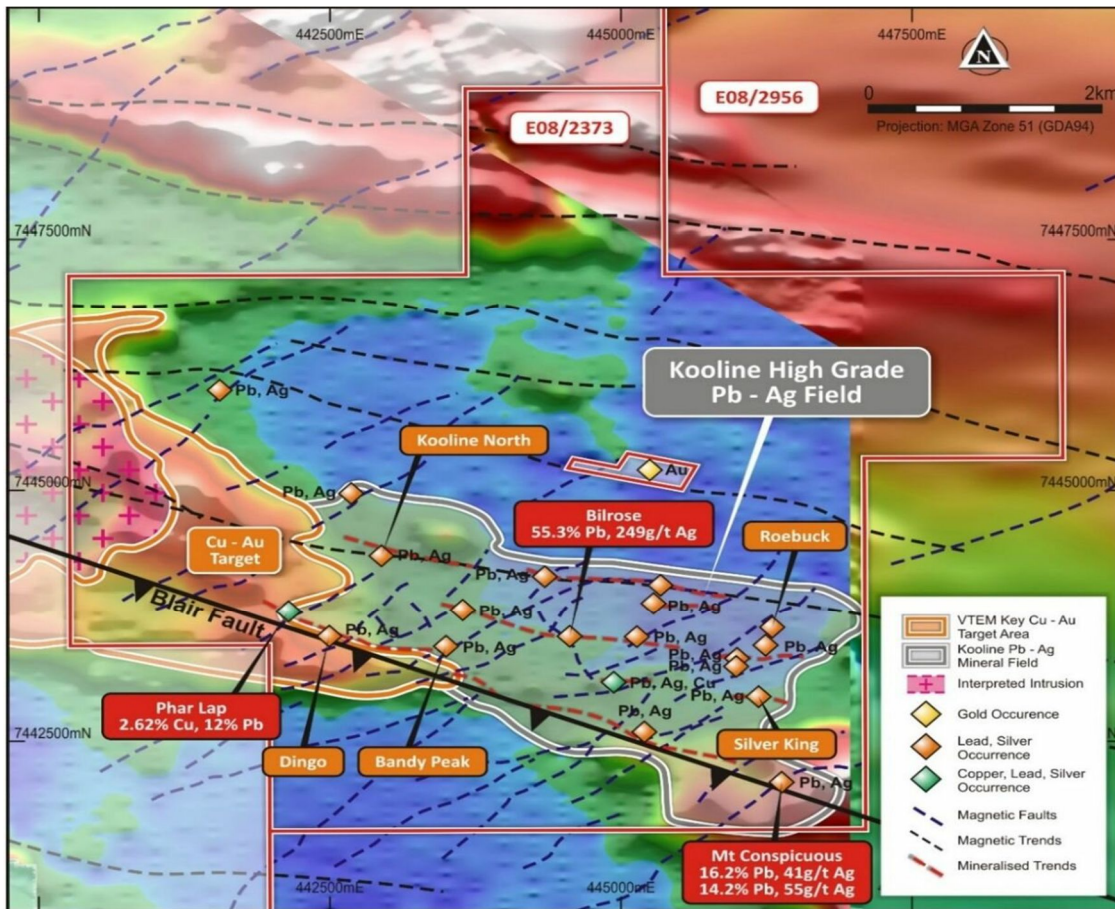 442500mE
445000mE
447500mE
N
0
2km
Projection: MGA Zone 51 (GDA94)
E08/2373
E08/2956
7447500mN
7447500mN
Kooline High Grade
Pb - Ag Field
Pb, Ag
Kooline North
Au
7445000mN
7445000mN
Pb, Ag
Bilrose
55.3% Pb, 249g/t Ag
Roebuck
Cu - Au
Target
Pb, Ag
Pb, Ag
Blair Fault
Pb, Ag
Pb, Ag
Pb, Ag
Pb, Ag
Pb, Ag
Pb, Ag
Pb, Ag
Pb, Ag
Pb, Ag, Cu
Pb, Ag
Pb, Ag
Phar Lap
2.62% Cu, 12% Pb
Dingo
Bandy Peak
Silver King
7442500mN
Pb, Ag
442500mE
445000mE
Mt Conspicuous
16.2% Pb, 41g/t Ag
14.2% Pb, 55g/t Ag
VTEM Key Cu - Au
Target Area
Kooline Pb - Ag
Mineral Field
Interpreted Intrusion
Gold Occurence
Lead, Silver
Occurrence
Copper, Lead, Silver
Occurrence
Magnetic Faults
Magnetic Trends
Mineralised Trends